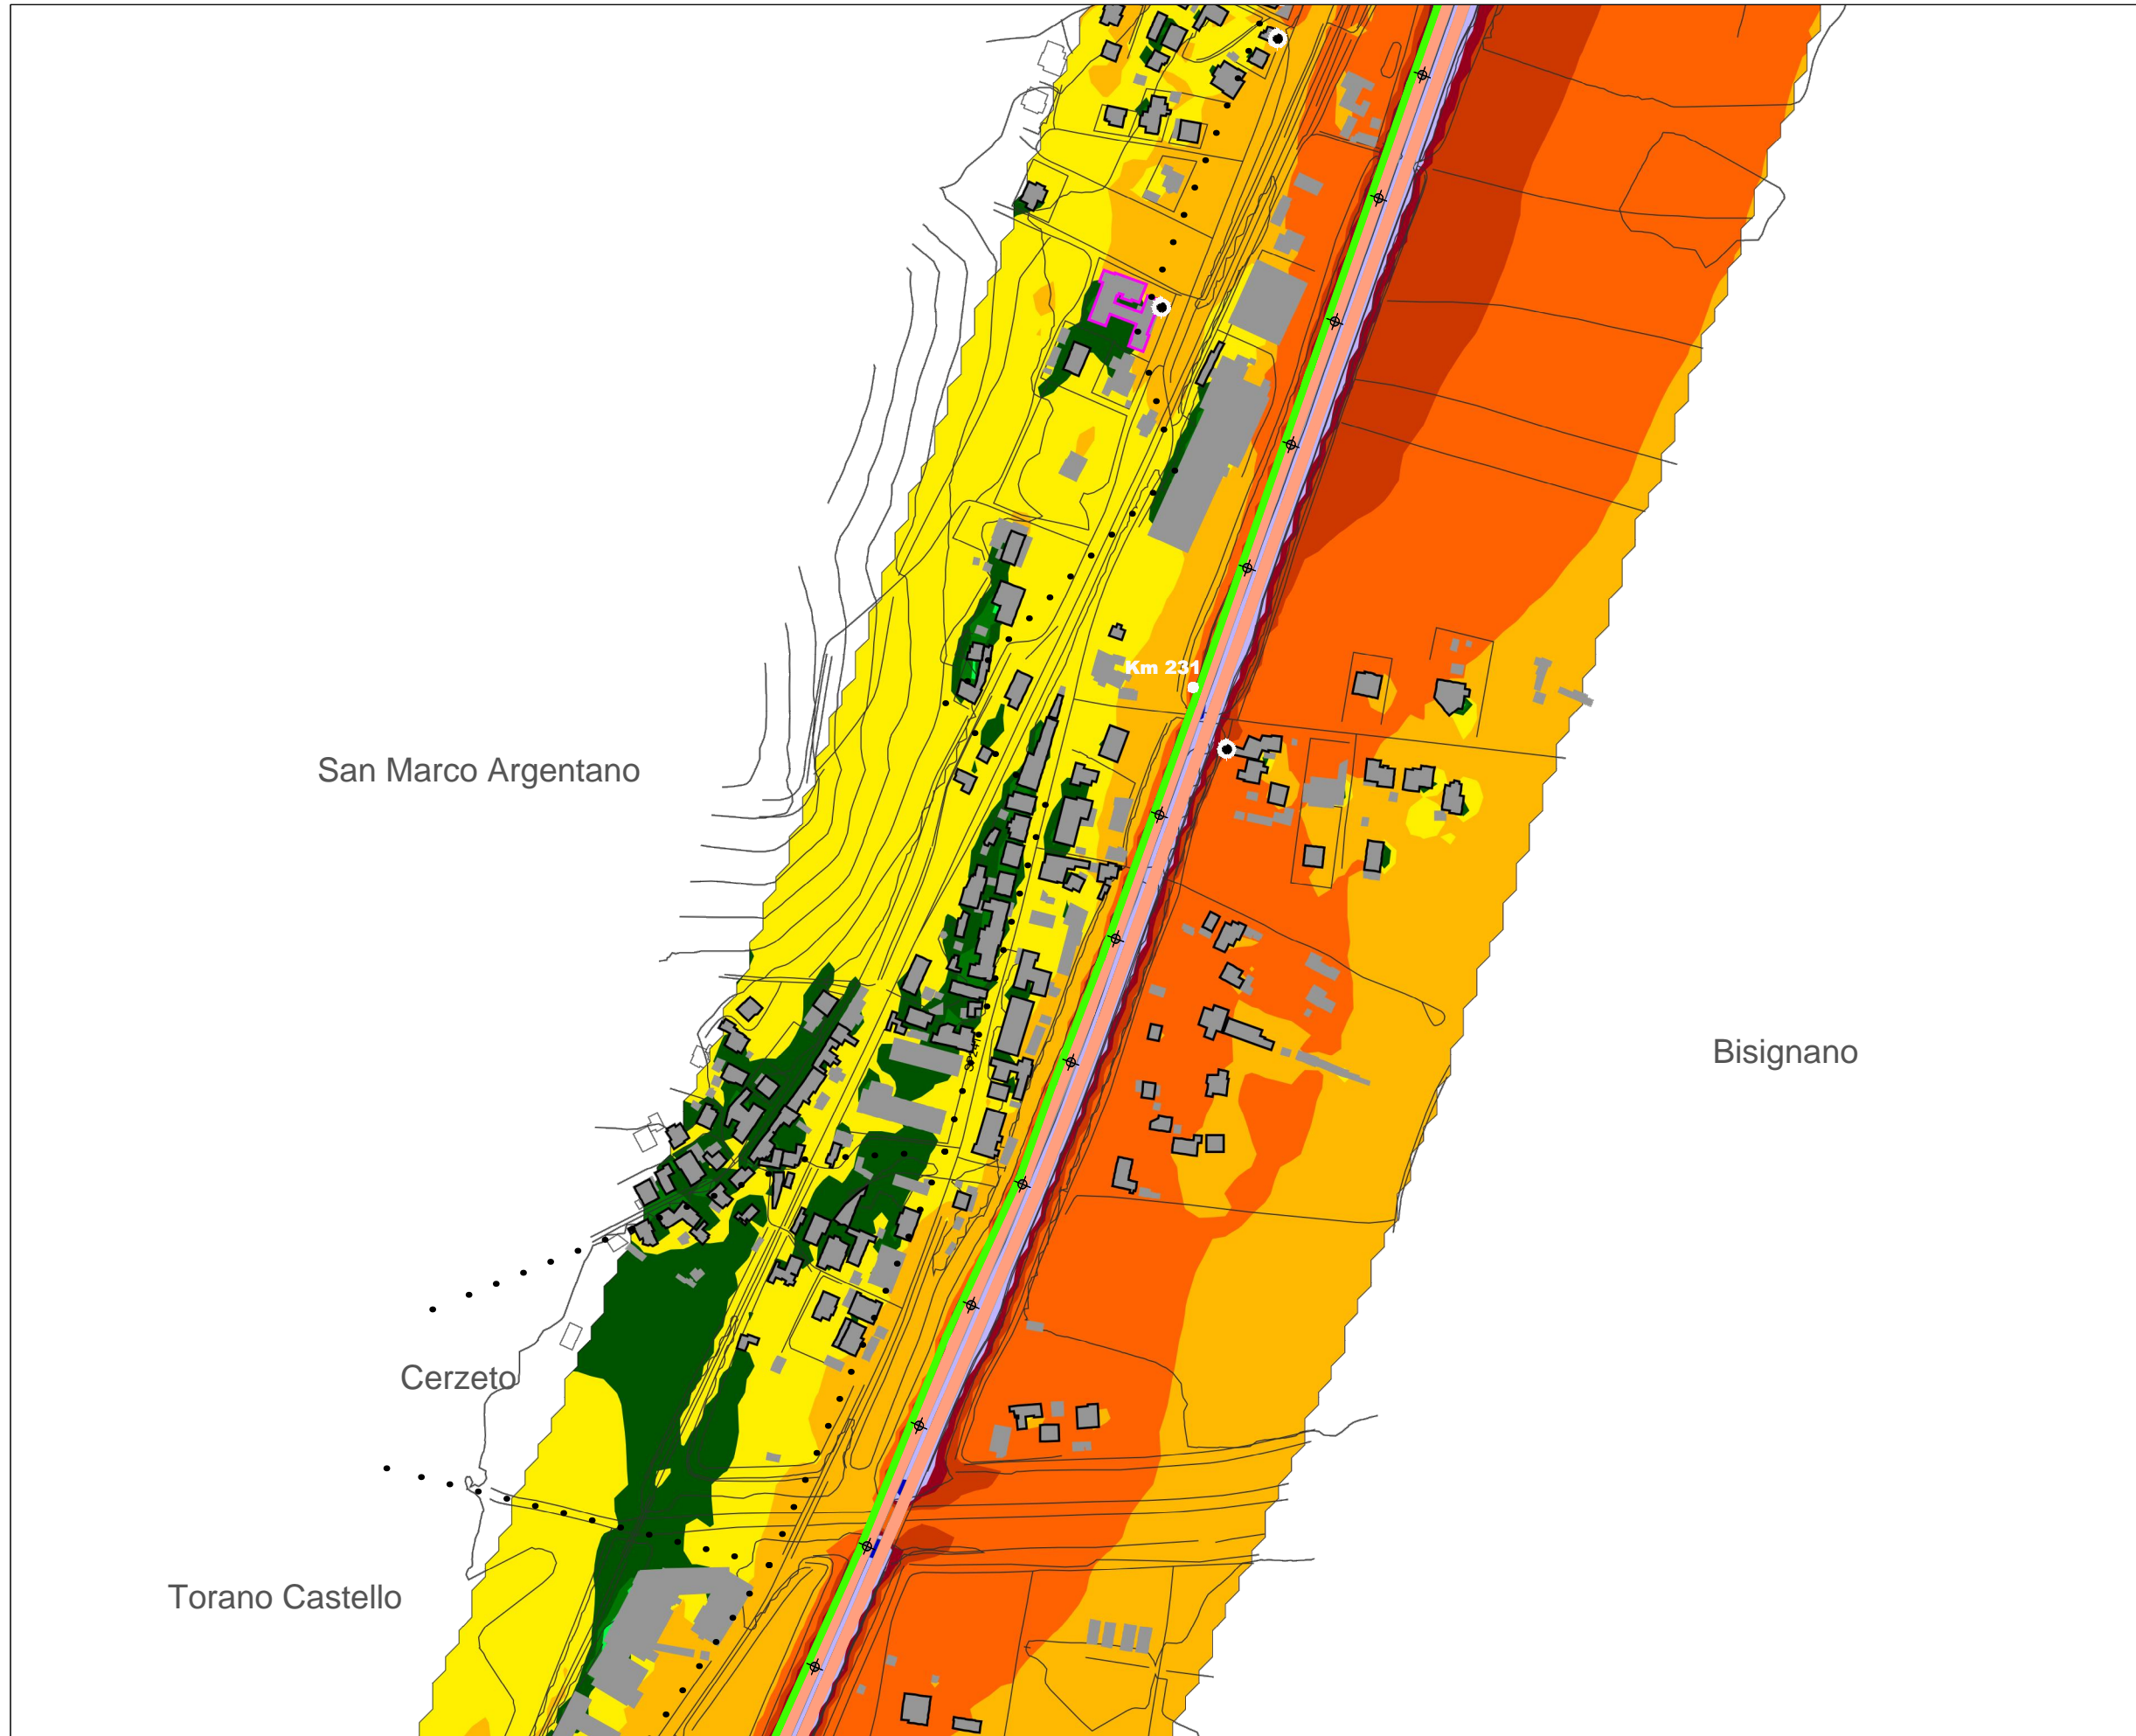 Km 231
San Marco Argentano
Bisignano
Cerzeto
Torano Castello